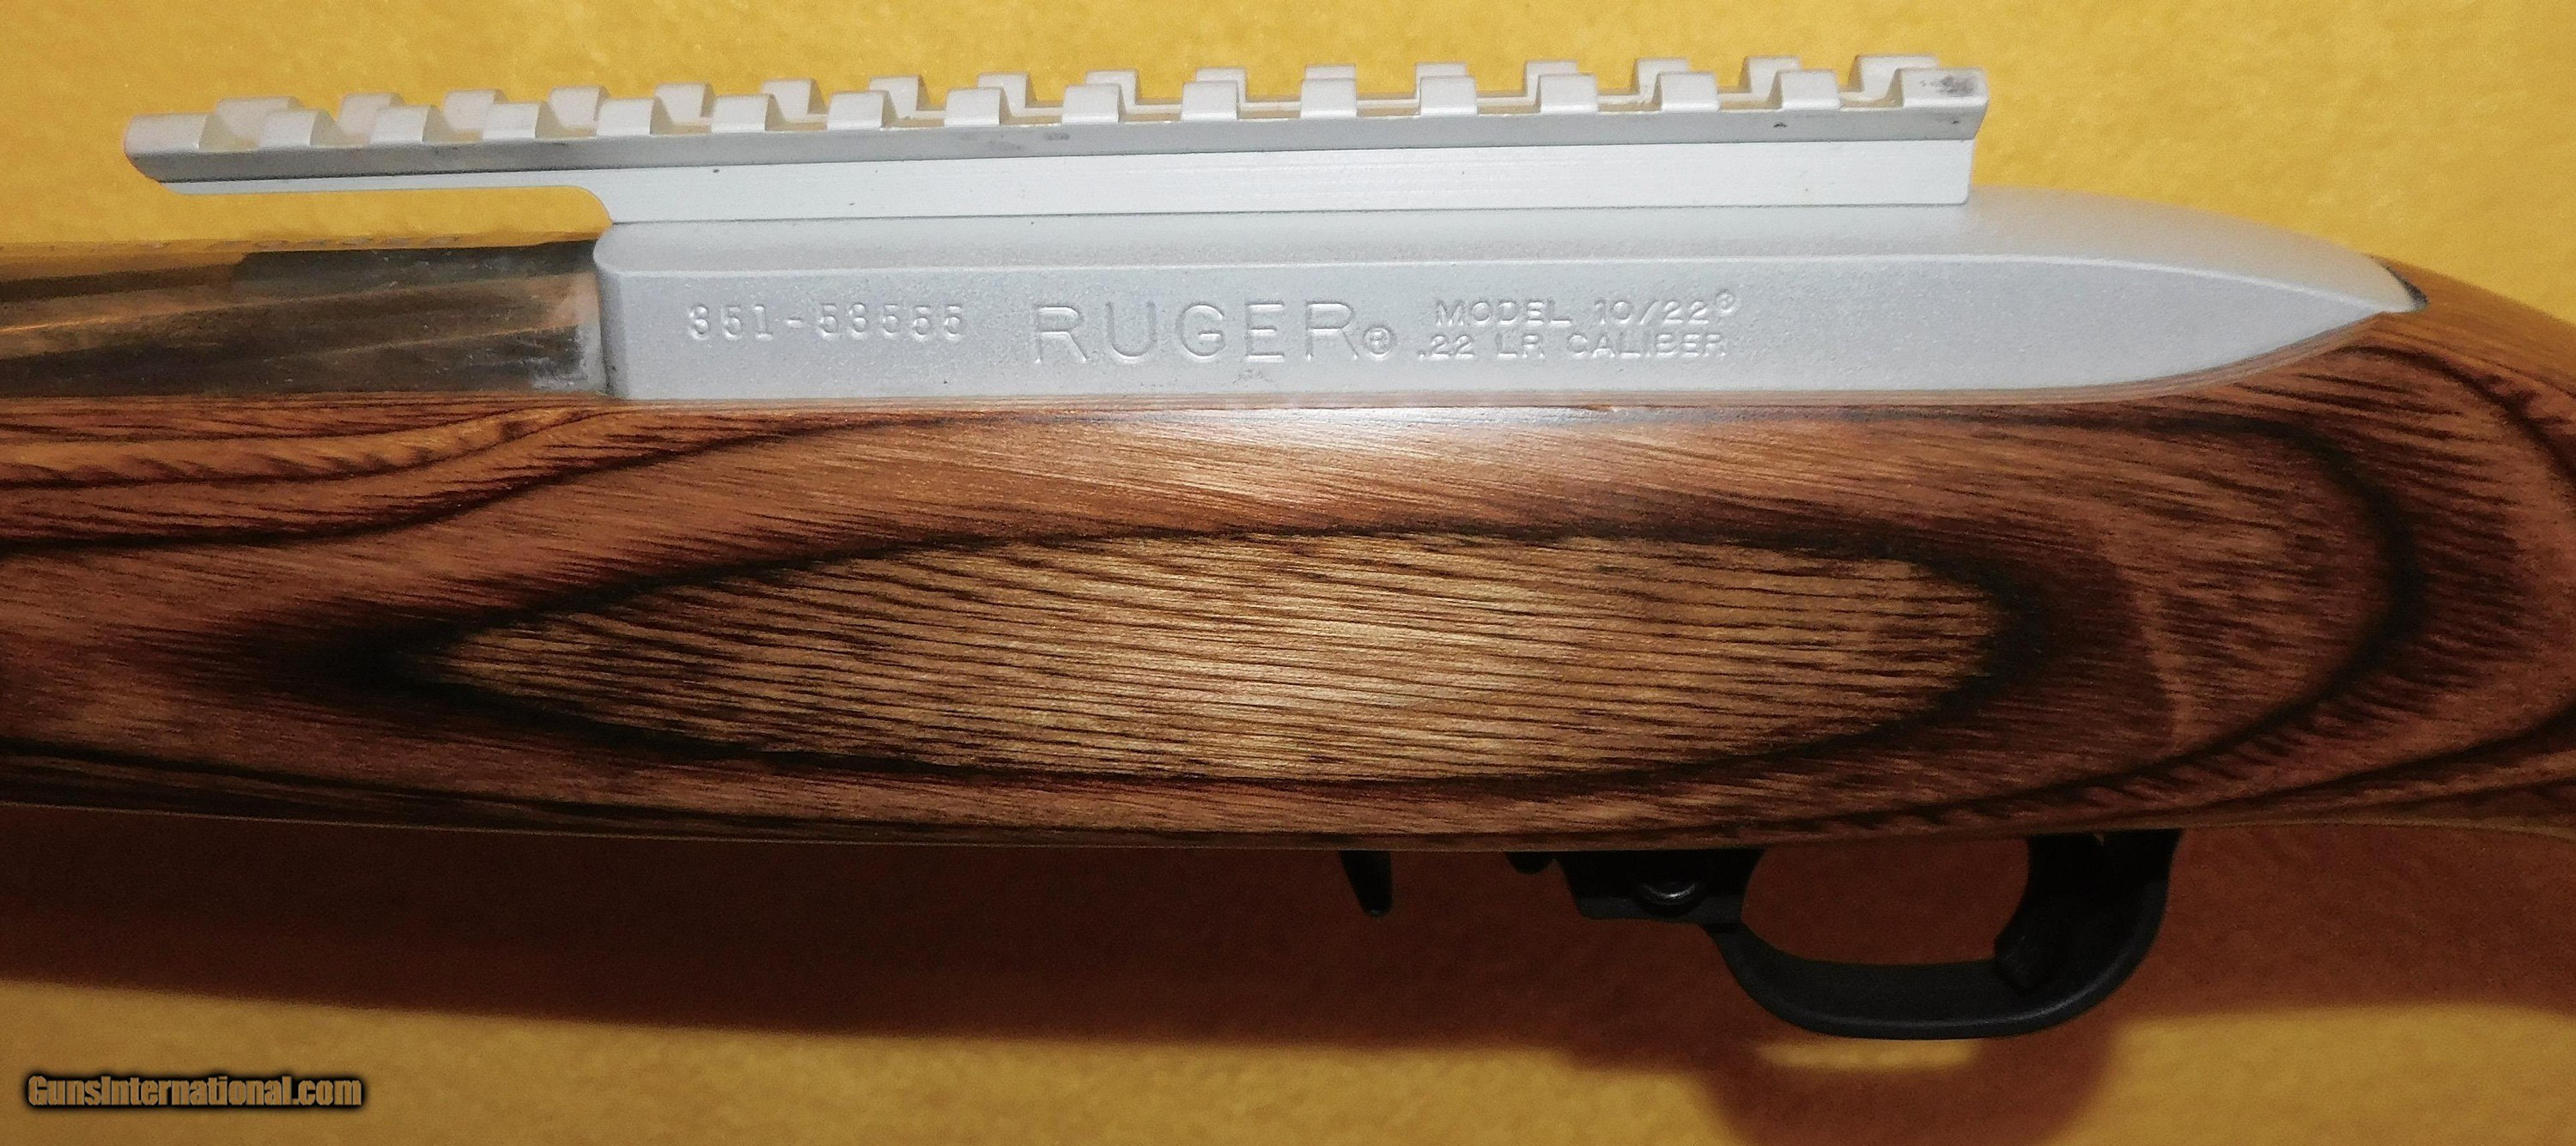 351-53555 RUGER® MODEL 10/22®
.22 LR CALIBER
GunsInternational.com